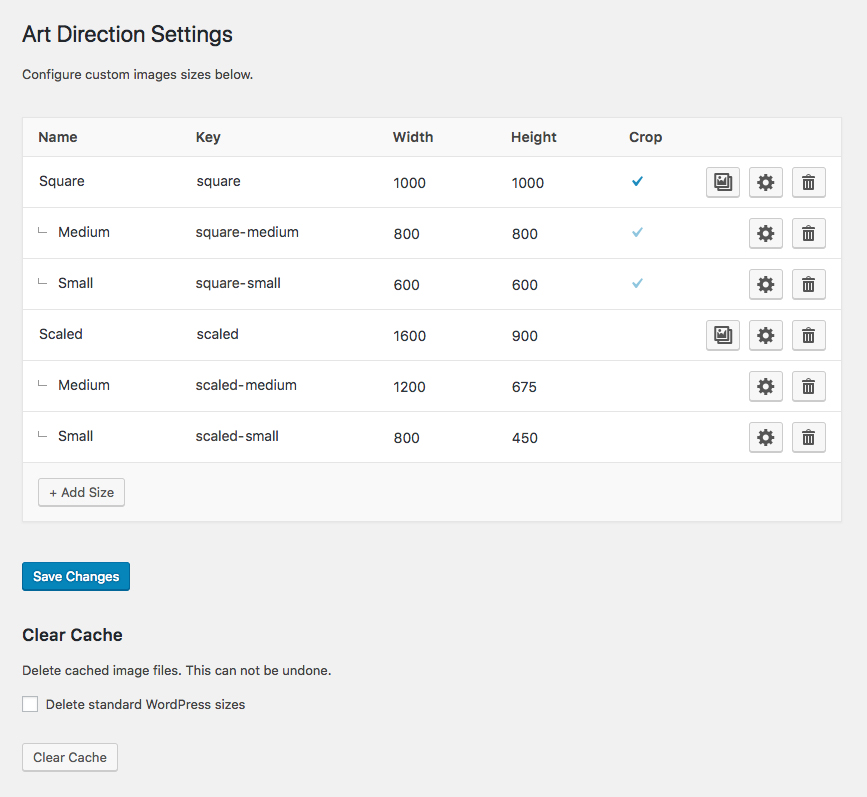 Art Direction Settings
Configure custom images sizes below.
Name Key Width Height Crop
Square square 1000 1000
Medium square-medium 800 800
Small square-small 600 600
Scaled scaled 1600 900
Medium scaled-medium 1200 675
Small scaled-small 800 450
+ Add Size
Save Changes
Clear Cache
Delete cached image files. This can not be undone.
Delete standard WordPress sizes
Clear Cache